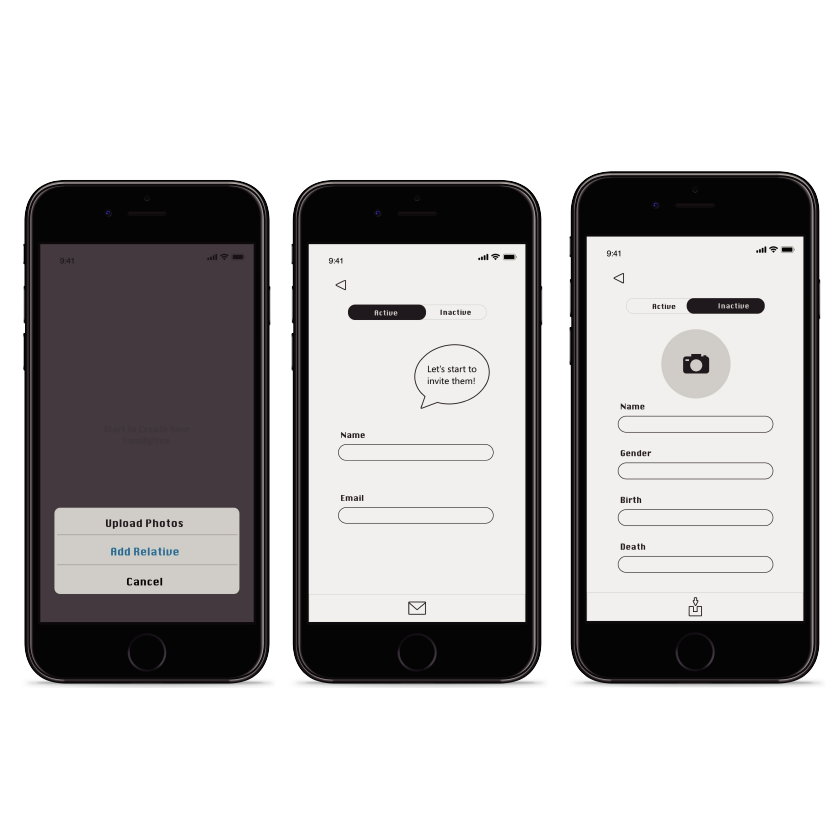 9:41
Upload Photos
Add Relative
Cancel
9:41
Active Inactive
Let's start to
invite them!
Name
Email
9:41
Active Inactive
Name
Gender
Birth
Death